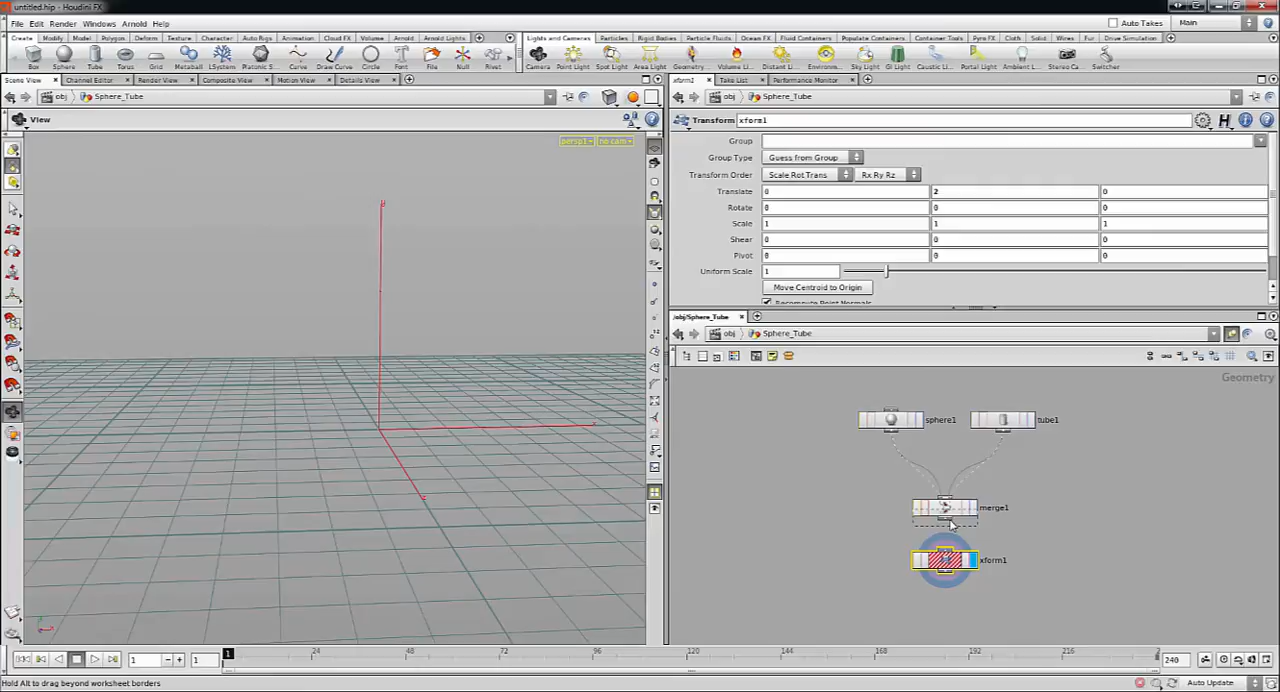 untitled.hip - Houdini FX
File Edit Render Windows Arnold Help
Auto Takes Main
Create Modify Model Polygon Deform Texture Character Auto Rigs Animation Cloud FX Volume Arnold Arnold Lights
Lights and Cameras Particles Rigid Bodies Particle Fluids Ocean FX Fluid Containers Populate Containers Container Tools Pyro FX Cloth Solid Wires Fur Drive Simulation
Box Sphere Tube Torus Grid Metaball LSystem Platonic S... Curve Draw Curve Circle Font File Null Rivet
Camera Point Light Spot Light Area Light Geometry... Volume Li... Distant Li... Environme... Sky Light GI Light Caustic Li... Portal Light Ambient L... Stereo Ca... Switcher
Scene View Channel Editor Render View Composite View Motion View Details View
xform1 Take List Performance Monitor
obj Sphere_Tube
obj Sphere_Tube
View
persp1 no cam
Transform xform1
Group
Group Type Guess from Group
Transform Order Scale Rot Trans Rx Ry Rz
Translate 0 2 0
Rotate 0 0 0
Scale 1 1 1
Shear 0 0 0
Pivot 0 0 0
Uniform Scale 1
Move Centroid to Origin
Recompute Point Normals
/obj/Sphere_Tube
obj Sphere_Tube
Geometry
sphere1 tube1
merge1
xform1
y
x
z
1 1 1 24 48 72 96 120 144 168 192 216 2 240
Hold Alt to drag beyond worksheet borders
Auto Update